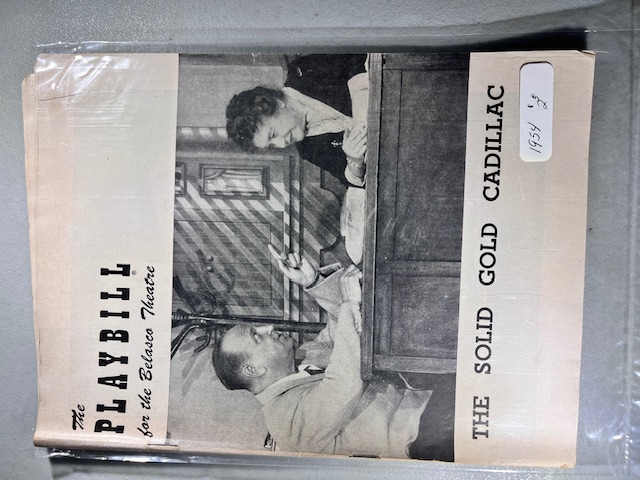 The
PLAYBILL
®
for the Belasco Theatre
THE SOLID GOLD CADILLAC
1954